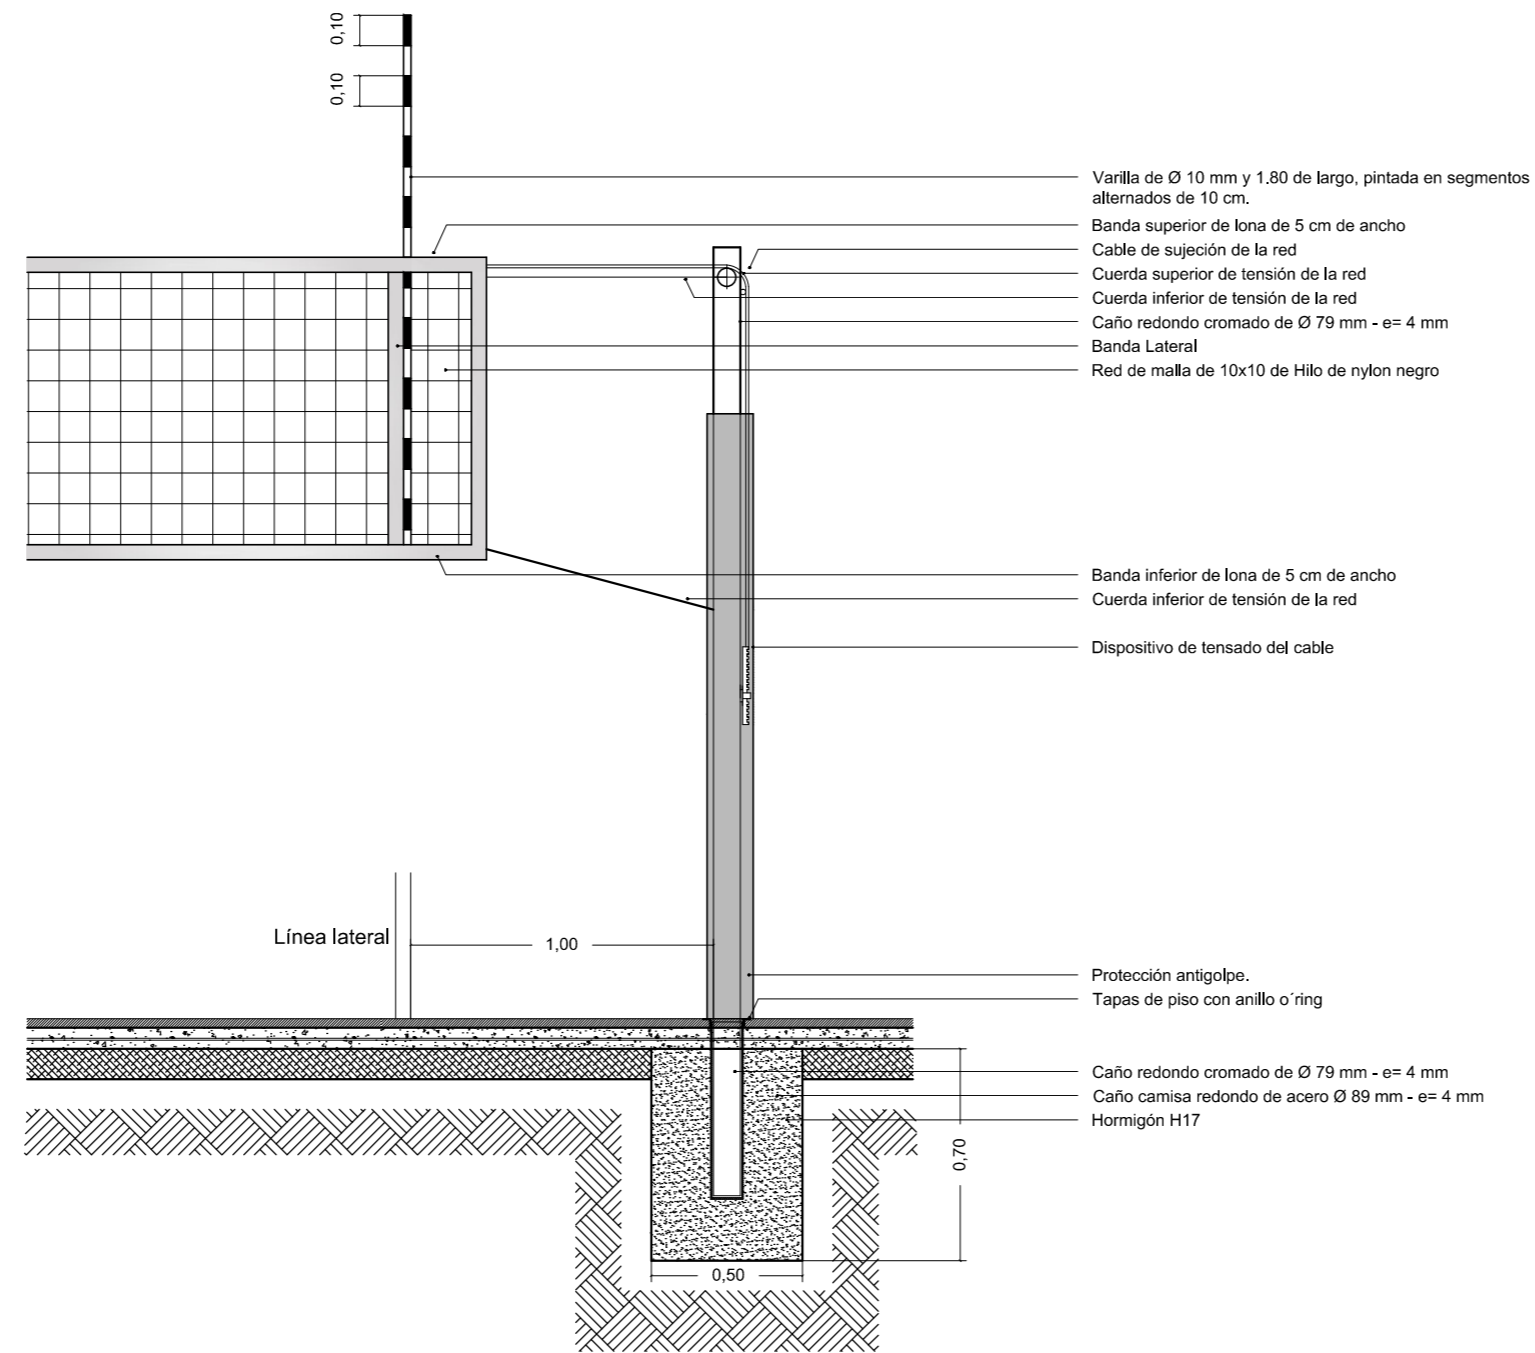 0,10
0,10
Varilla de Ø 10 mm y 1.80 de largo, pintada en segmentos
alternados de 10 cm.
Banda superior de lona de 5 cm de ancho
Cable de sujeción de la red
Cuerda superior de tensión de la red
Cuerda inferior de tensión de la red
Caño redondo cromado de Ø 79 mm - e= 4 mm
Banda Lateral
Red de malla de 10x10 de Hilo de nylon negro
Banda inferior de lona de 5 cm de ancho
Cuerda inferior de tensión de la red
Dispositivo de tensado del cable
Línea lateral
1,00
Protección antigolpe.
Tapas de piso con anillo o´ring
Caño redondo cromado de Ø 79 mm - e= 4 mm
Caño camisa redondo de acero Ø 89 mm - e= 4 mm
Hormigón H17
0,70
0,50